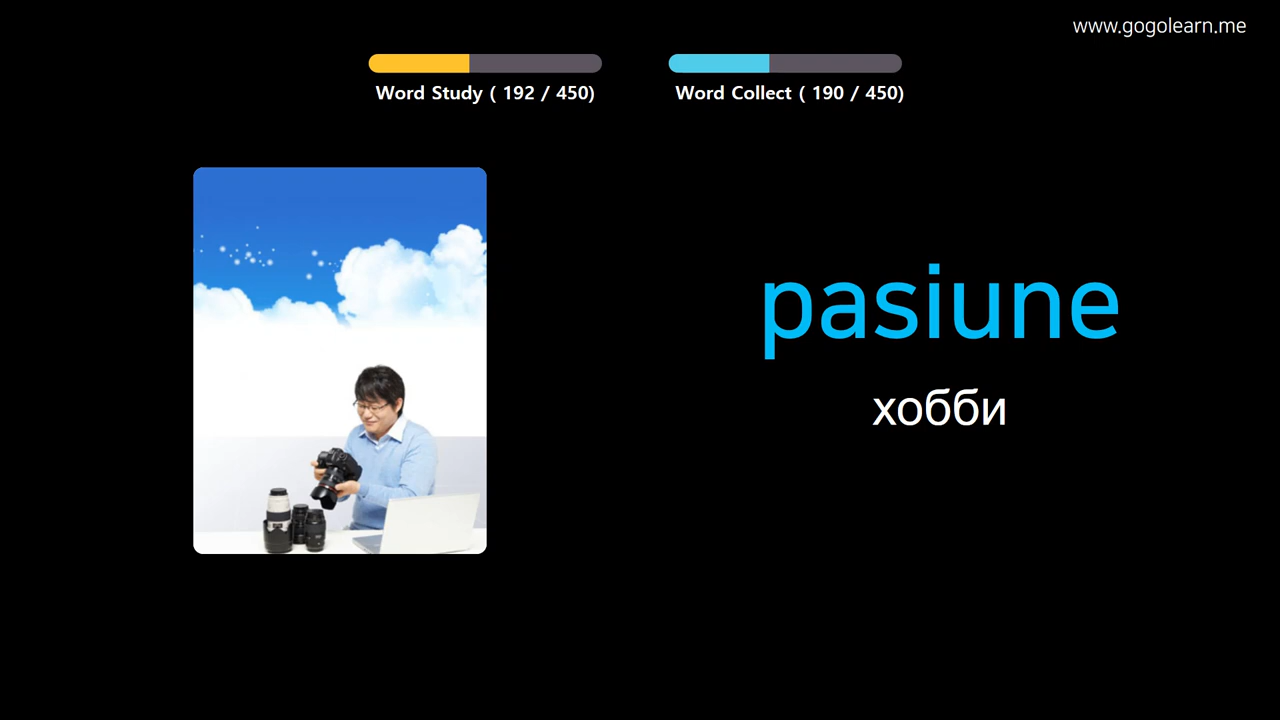 www.gogolearn.me
Word Study ( 192 / 450)
Word Collect ( 190 / 450)
pasiune
хобби